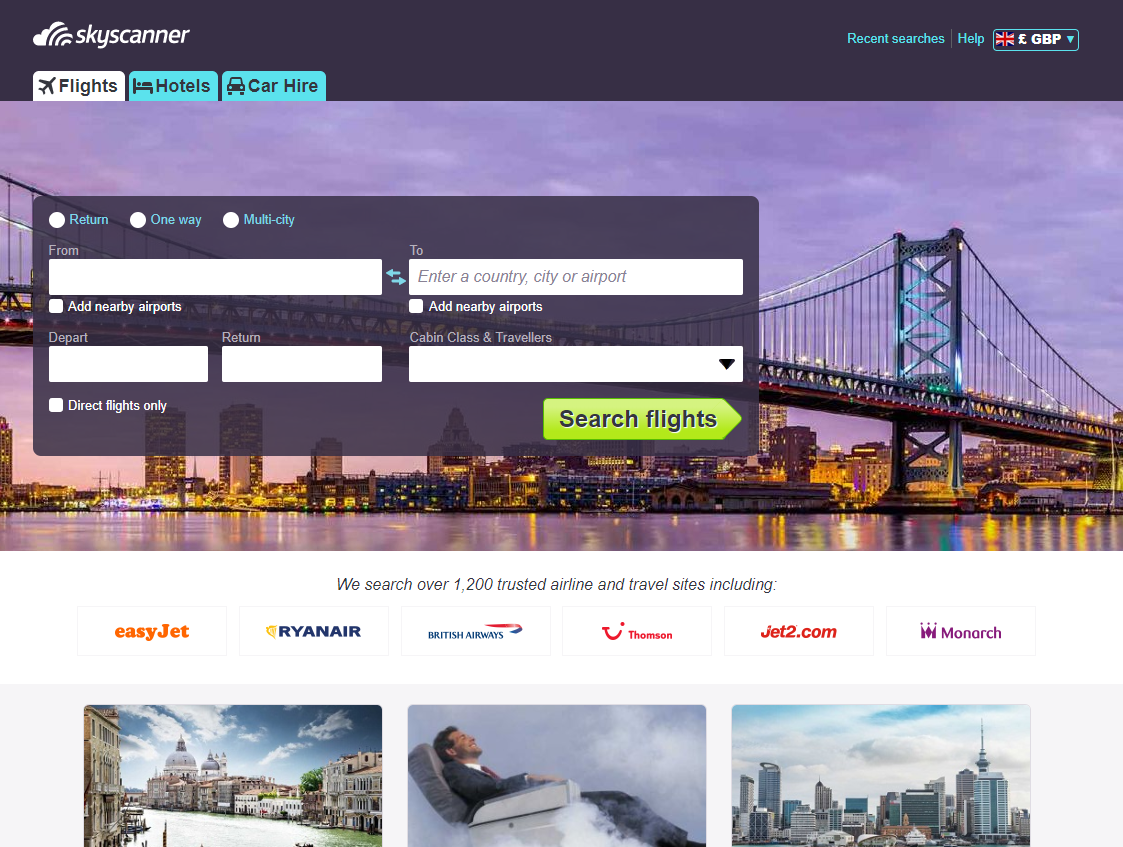 skyscanner
Recent searches Help £ GBP ▼
Flights Hotels Car Hire
Return One way Multi-city
From To
Enter a country, city or airport
Add nearby airports Add nearby airports
Depart Return Cabin Class & Travellers
Direct flights only
Search flights
We search over 1,200 trusted airline and travel sites including:
easyJet RYANAIR BRITISH AIRWAYS Thomson Jet2.com Monarch